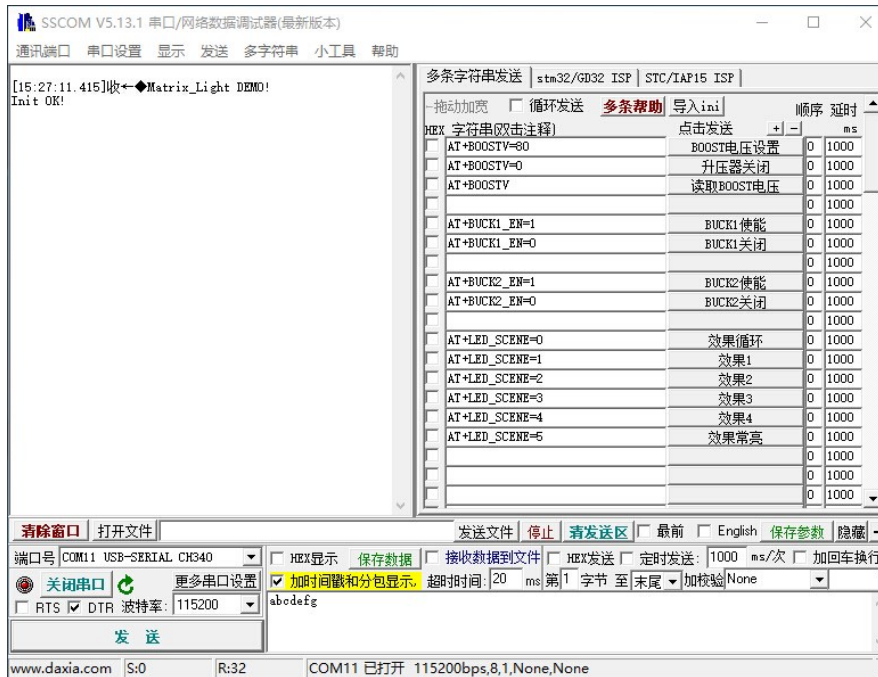 SSCOM V5.13.1 串口/网络数据调试器(最新版本)
通讯端口 串口设置 显示 发送 多字符串 小工具 帮助
[15:27:11.415]收←◆Matrix_Light DEMO!
Init OK!
多条字符串发送 stm32/GD32 ISP STC/IAP15 ISP
拖动加宽 循环发送 多条帮助 导入ini 顺序 延时
HEX 字符串(双击注释) 点击发送 + - ms
AT+BOOSTV=80 BOOST电压设置 0 1000
AT+BOOSTV=0 升压器关闭 0 1000
AT+BOOSTV 读取BOOST电压 0 1000
0 1000
AT+BUCK1_EN=1 BUCK1使能 0 1000
AT+BUCK1_EN=0 BUCK1关闭 0 1000
0 1000
AT+BUCK2_EN=1 BUCK2使能 0 1000
AT+BUCK2_EN=0 BUCK2关闭 0 1000
0 1000
AT+LED_SCENE=0 效果循环 0 1000
AT+LED_SCENE=1 效果1 0 1000
AT+LED_SCENE=2 效果2 0 1000
AT+LED_SCENE=3 效果3 0 1000
AT+LED_SCENE=4 效果4 0 1000
AT+LED_SCENE=5 效果常亮 0 1000
0 1000
0 1000
0 1000
清除窗口 打开文件 发送文件 停止 清发送区 最前 English 保存参数 隐藏 -
端口号 COM11 USB-SERIAL CH340 HEX显示 保存数据 接收数据到文件 HEX发送 定时发送: 1000 ms/次 加回车换行
关闭串口 更多串口设置 加时间戳和分包显示, 超时时间: 20 ms 第1 字节 至 末尾 加校验None
RTS DTR 波特率: 115200 abcdefg
发 送
www.daxia.com S:0 R:32 COM11 已打开 115200bps,8,1,None,None